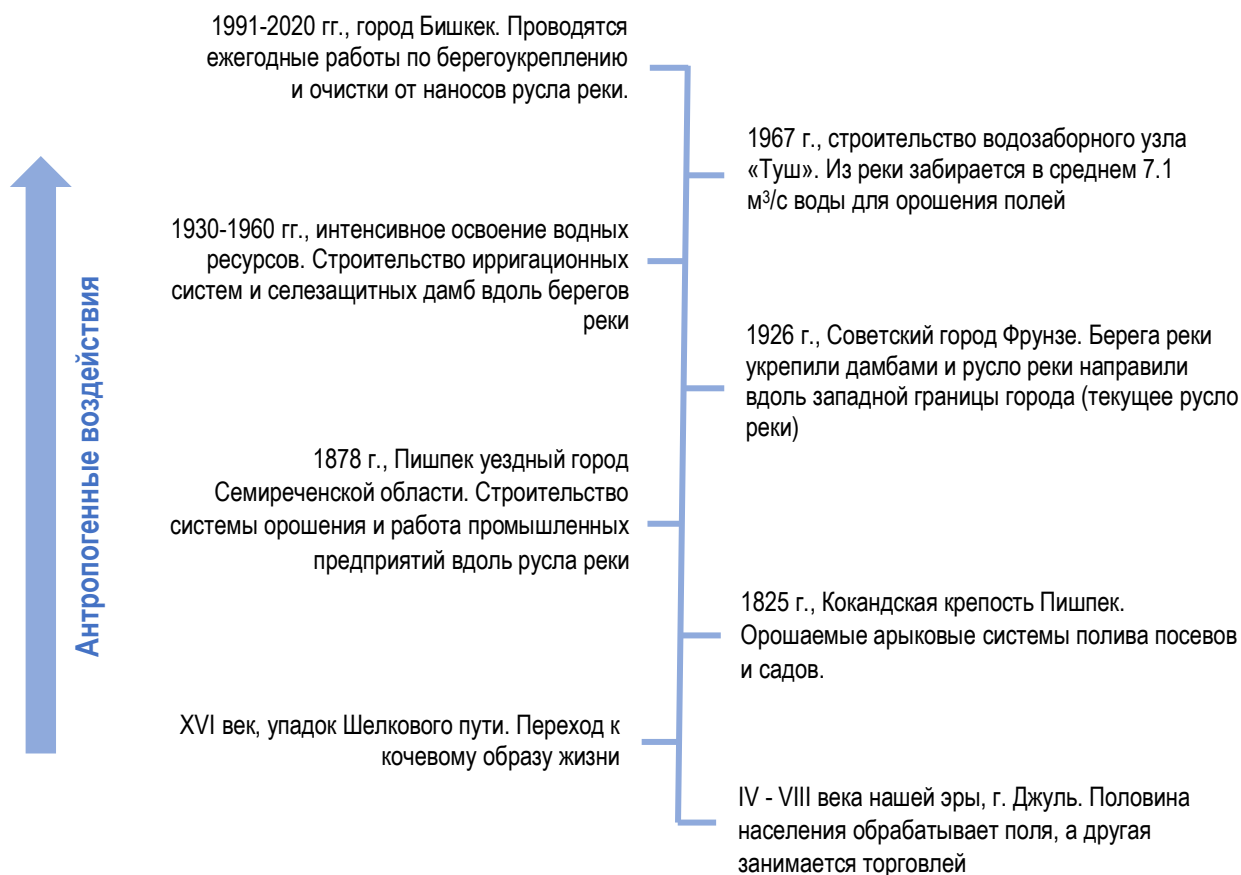 1991-2020 гг., город Бишкек. Проводятся
ежегодные работы по берегоукреплению
и очистки от наносов русла реки.
1967 г., строительство водозаборного узла
«Туш». Из реки забирается в среднем 7.1
м³/с воды для орошения полей
1930-1960 гг., интенсивное освоение водных
ресурсов. Строительство ирригационных
систем и селезащитных дамб вдоль берегов
реки
1926 г., Советский город Фрунзе. Берега реки
укрепили дамбами и русло реки направили
вдоль западной границы города (текущее русло
реки)
1878 г., Пишпек уездный город
Семиреченской области. Строительство
системы орошения и работа промышленных
предприятий вдоль русла реки
1825 г., Кокандская крепость Пишпек.
Орошаемые арыковые системы полива посевов
и садов.
XVI век, упадок Шелкового пути. Переход к
кочевому образу жизни
IV - VIII века нашей эры, г. Джуль. Половина
населения обрабатывает поля, а другая
занимается торговлей
Антропогенные воздействия